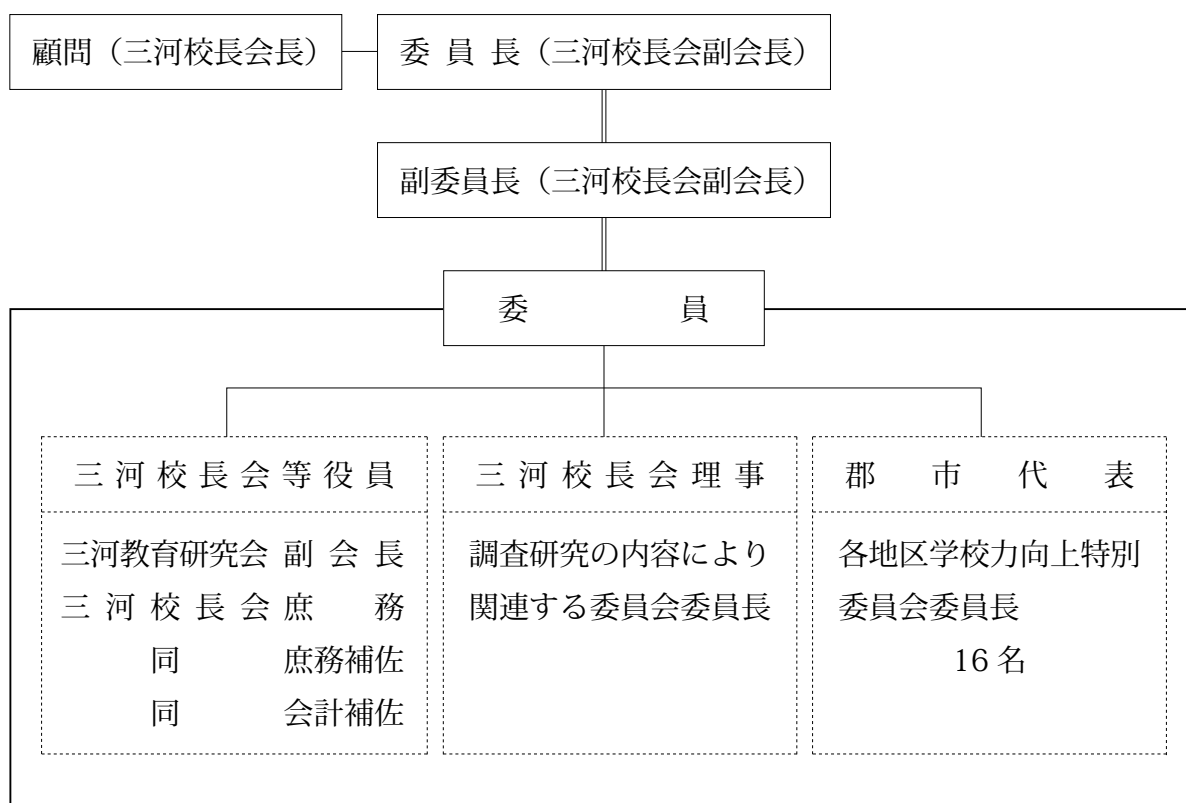 顧問（三河校長会長）
委員長（三河校長会副会長）
副委員長（三河校長会副会長）
委員
三河校長会等役員
三河教育研究会 副会長
三河校長会庶務
同 庶務補佐
同 会計補佐
三河校長会理事
調査研究の内容により
関連する委員会委員長
郡市代表
各地区学校力向上特別
委員会委員長
16名